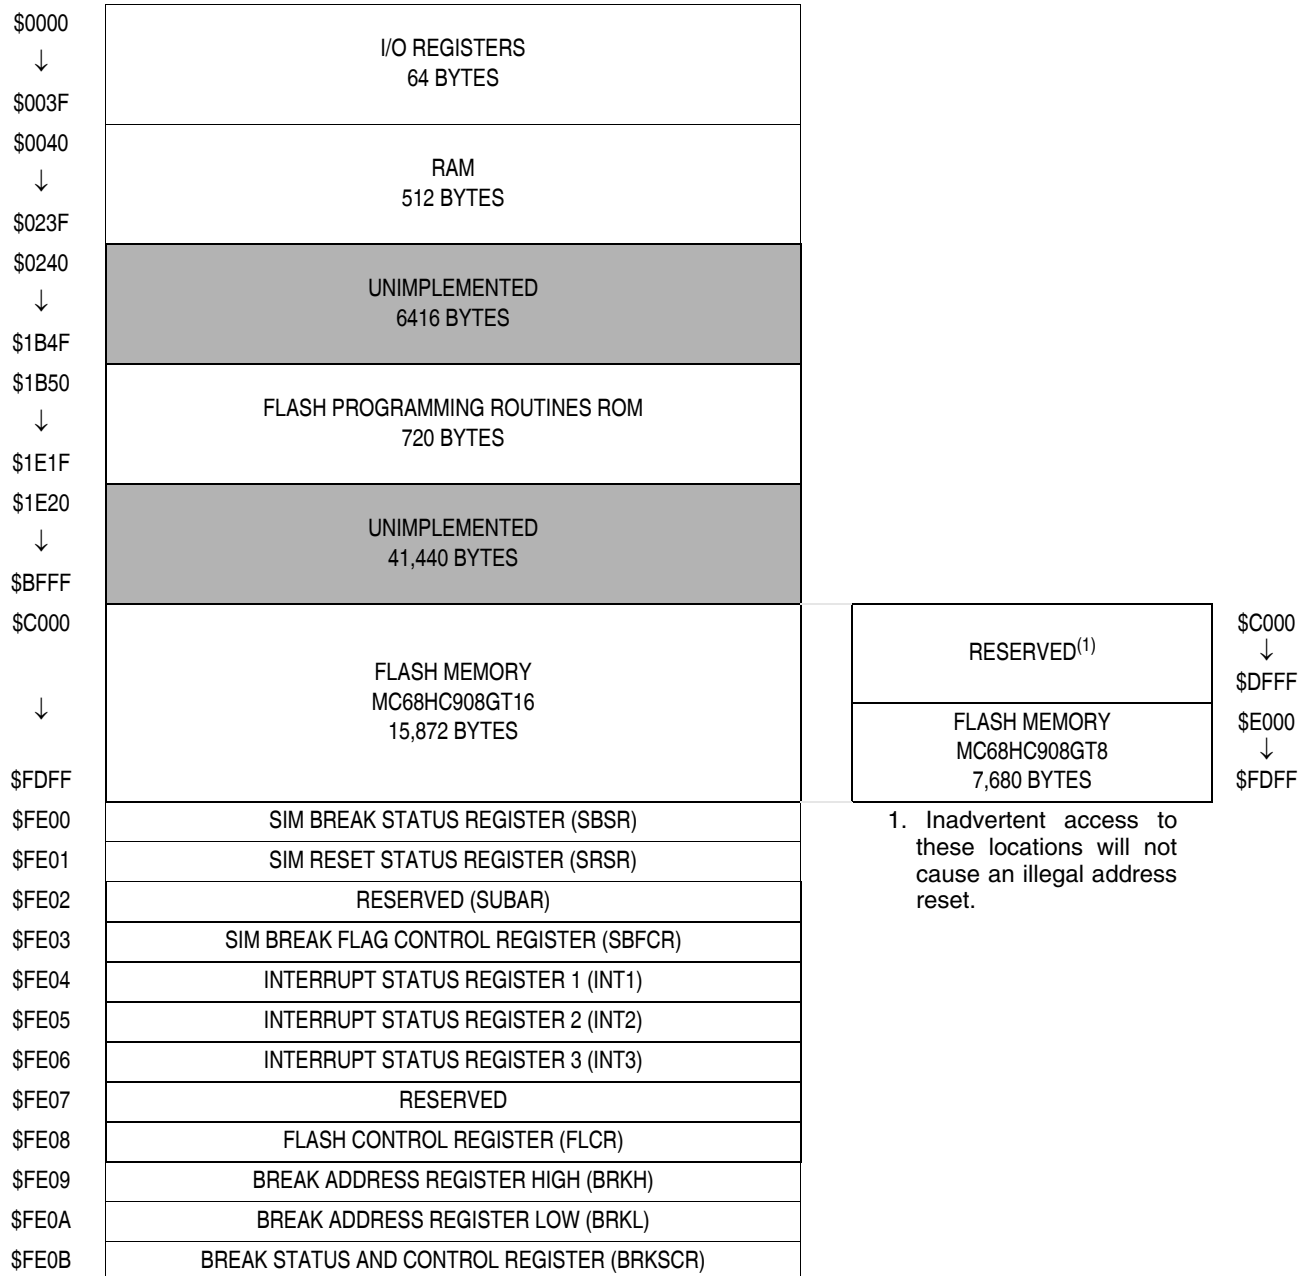 $0000
↓
$003F
I/O REGISTERS
64 BYTES
$0040
↓
$023F
RAM
512 BYTES
$0240
↓
$1B4F
UNIMPLEMENTED
6416 BYTES
$1B50
↓
$1E1F
FLASH PROGRAMMING ROUTINES ROM
720 BYTES
$1E20
↓
$BFFF
UNIMPLEMENTED
41,440 BYTES
$C000
↓
$FDFF
FLASH MEMORY
MC68HC908GT16
15,872 BYTES
RESERVED(1)
$C000
↓
$DFFF
FLASH MEMORY
MC68HC908GT8
7,680 BYTES
$E000
↓
$FDFF
1. Inadvertent access to
these locations will not
cause an illegal address
reset.
$FE00 SIM BREAK STATUS REGISTER (SBSR)
$FE01 SIM RESET STATUS REGISTER (SRSR)
$FE02 RESERVED (SUBAR)
$FE03 SIM BREAK FLAG CONTROL REGISTER (SBFCR)
$FE04 INTERRUPT STATUS REGISTER 1 (INT1)
$FE05 INTERRUPT STATUS REGISTER 2 (INT2)
$FE06 INTERRUPT STATUS REGISTER 3 (INT3)
$FE07 RESERVED
$FE08 FLASH CONTROL REGISTER (FLCR)
$FE09 BREAK ADDRESS REGISTER HIGH (BRKH)
$FE0A BREAK ADDRESS REGISTER LOW (BRKL)
$FE0B BREAK STATUS AND CONTROL REGISTER (BRKSCR)